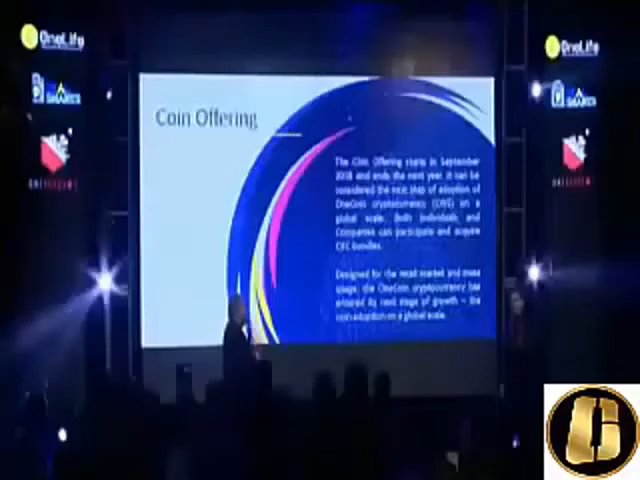 OneLife
OneLife
Coin Offering
The Coin Offering starts in September
2018 and ends the next year. It can be
considered the next step of adoption of
OneCoin cryptocurrency (ONE) on a
global scale. Both Individuals and
Companies can participate and acquire
OFC bundles.
Designed for the retail market and mass
usage, the OneCoin cryptocurrency has
entered its next stage of growth – the
coin adoption on a global scale.